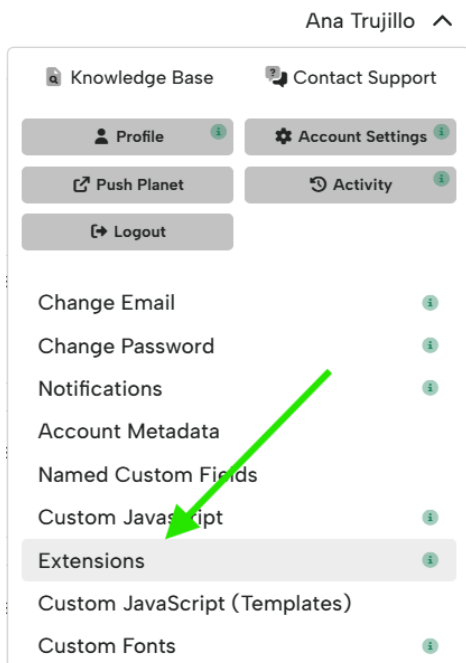 Ana Trujillo
Knowledge Base Contact Support
Profile Account Settings
Push Planet Activity
Logout
Change Email
Change Password
Notifications
Account Metadata
Named Custom Fields
Custom Javascript
Extensions
Custom JavaScript (Templates)
Custom Fonts